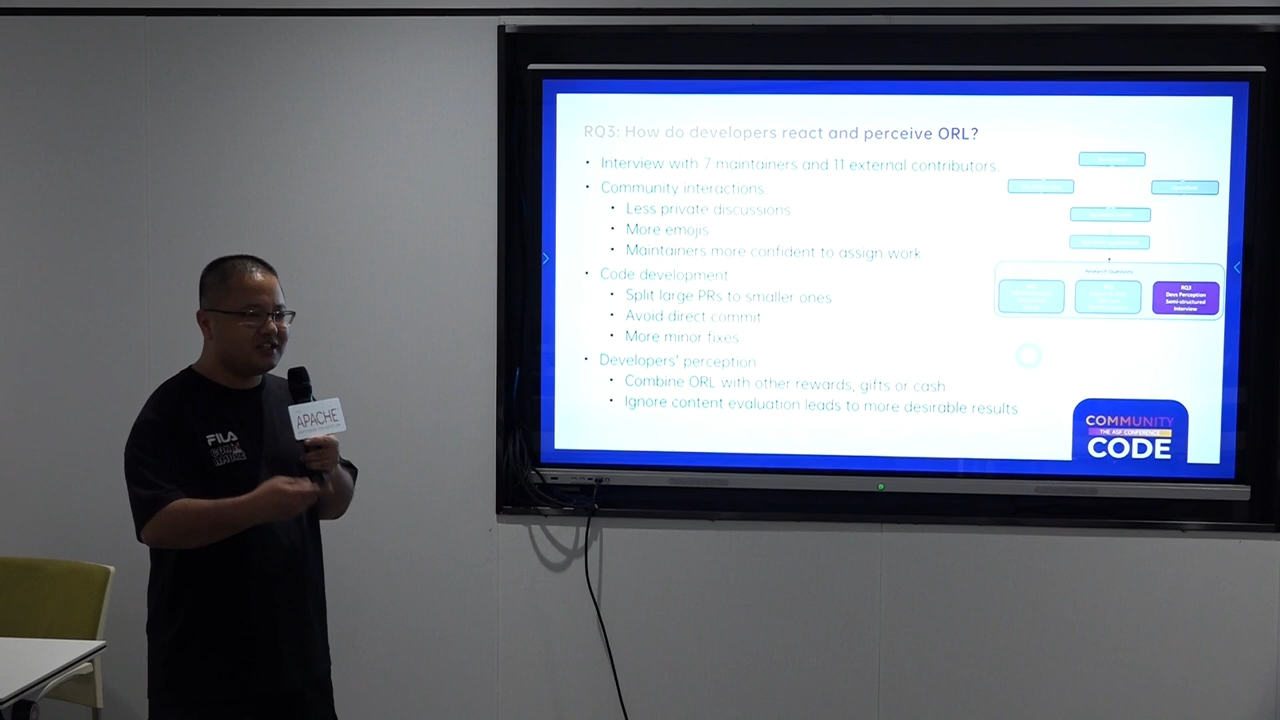 RQ3: How do developers react and perceive ORL?
• Interview with 7 maintainers and 11 external contributors.
• Community interactions.
• Less private discussions
• More emojis
• Maintainers more confident to assign work
• Code development
• Split large PRs to smaller ones
• Avoid direct commit
• More minor fixes
• Developers' perception
• Combine ORL with other rewards, gifts or cash
• Ignore content evaluation leads to more desirable results
Research Questions
RQ3
Devs Perception
Semi-structured
Interview
COMMUNITY
THE ASF CONFERENCE
CODE
APACHE
FILA